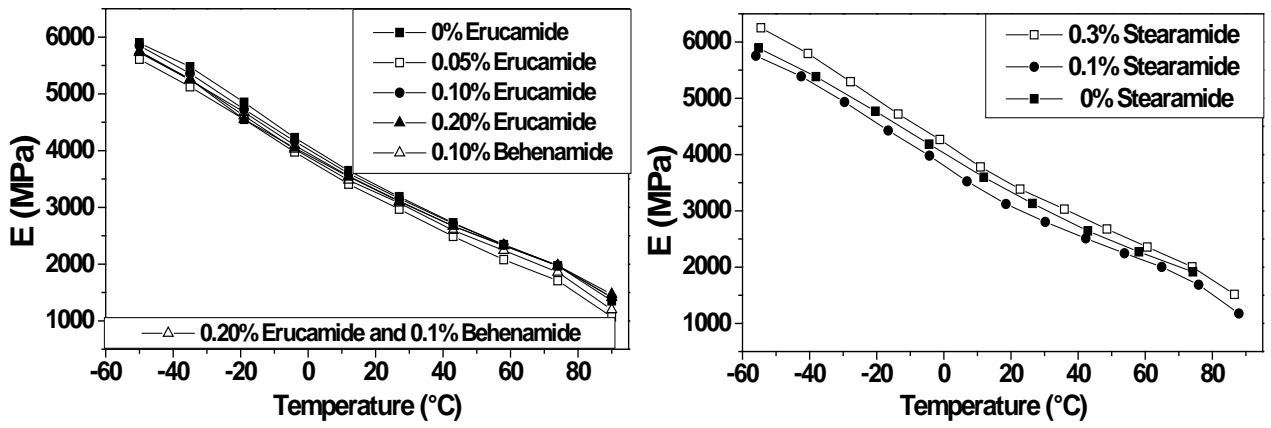 6000
5000
4000
3000
2000
1000
E (MPa)
0% Erucamide
0.05% Erucamide
0.10% Erucamide
0.20% Erucamide
0.10% Behenamide
0.20% Erucamide and 0.1% Behenamide
-60 -40 -20 0 20 40 60 80
Temperature (°C)
6000
5000
4000
3000
2000
1000
E (MPa)
0.3% Stearamide
0.1% Stearamide
0% Stearamide
-60 -40 -20 0 20 40 60 80
Temperature (°C)